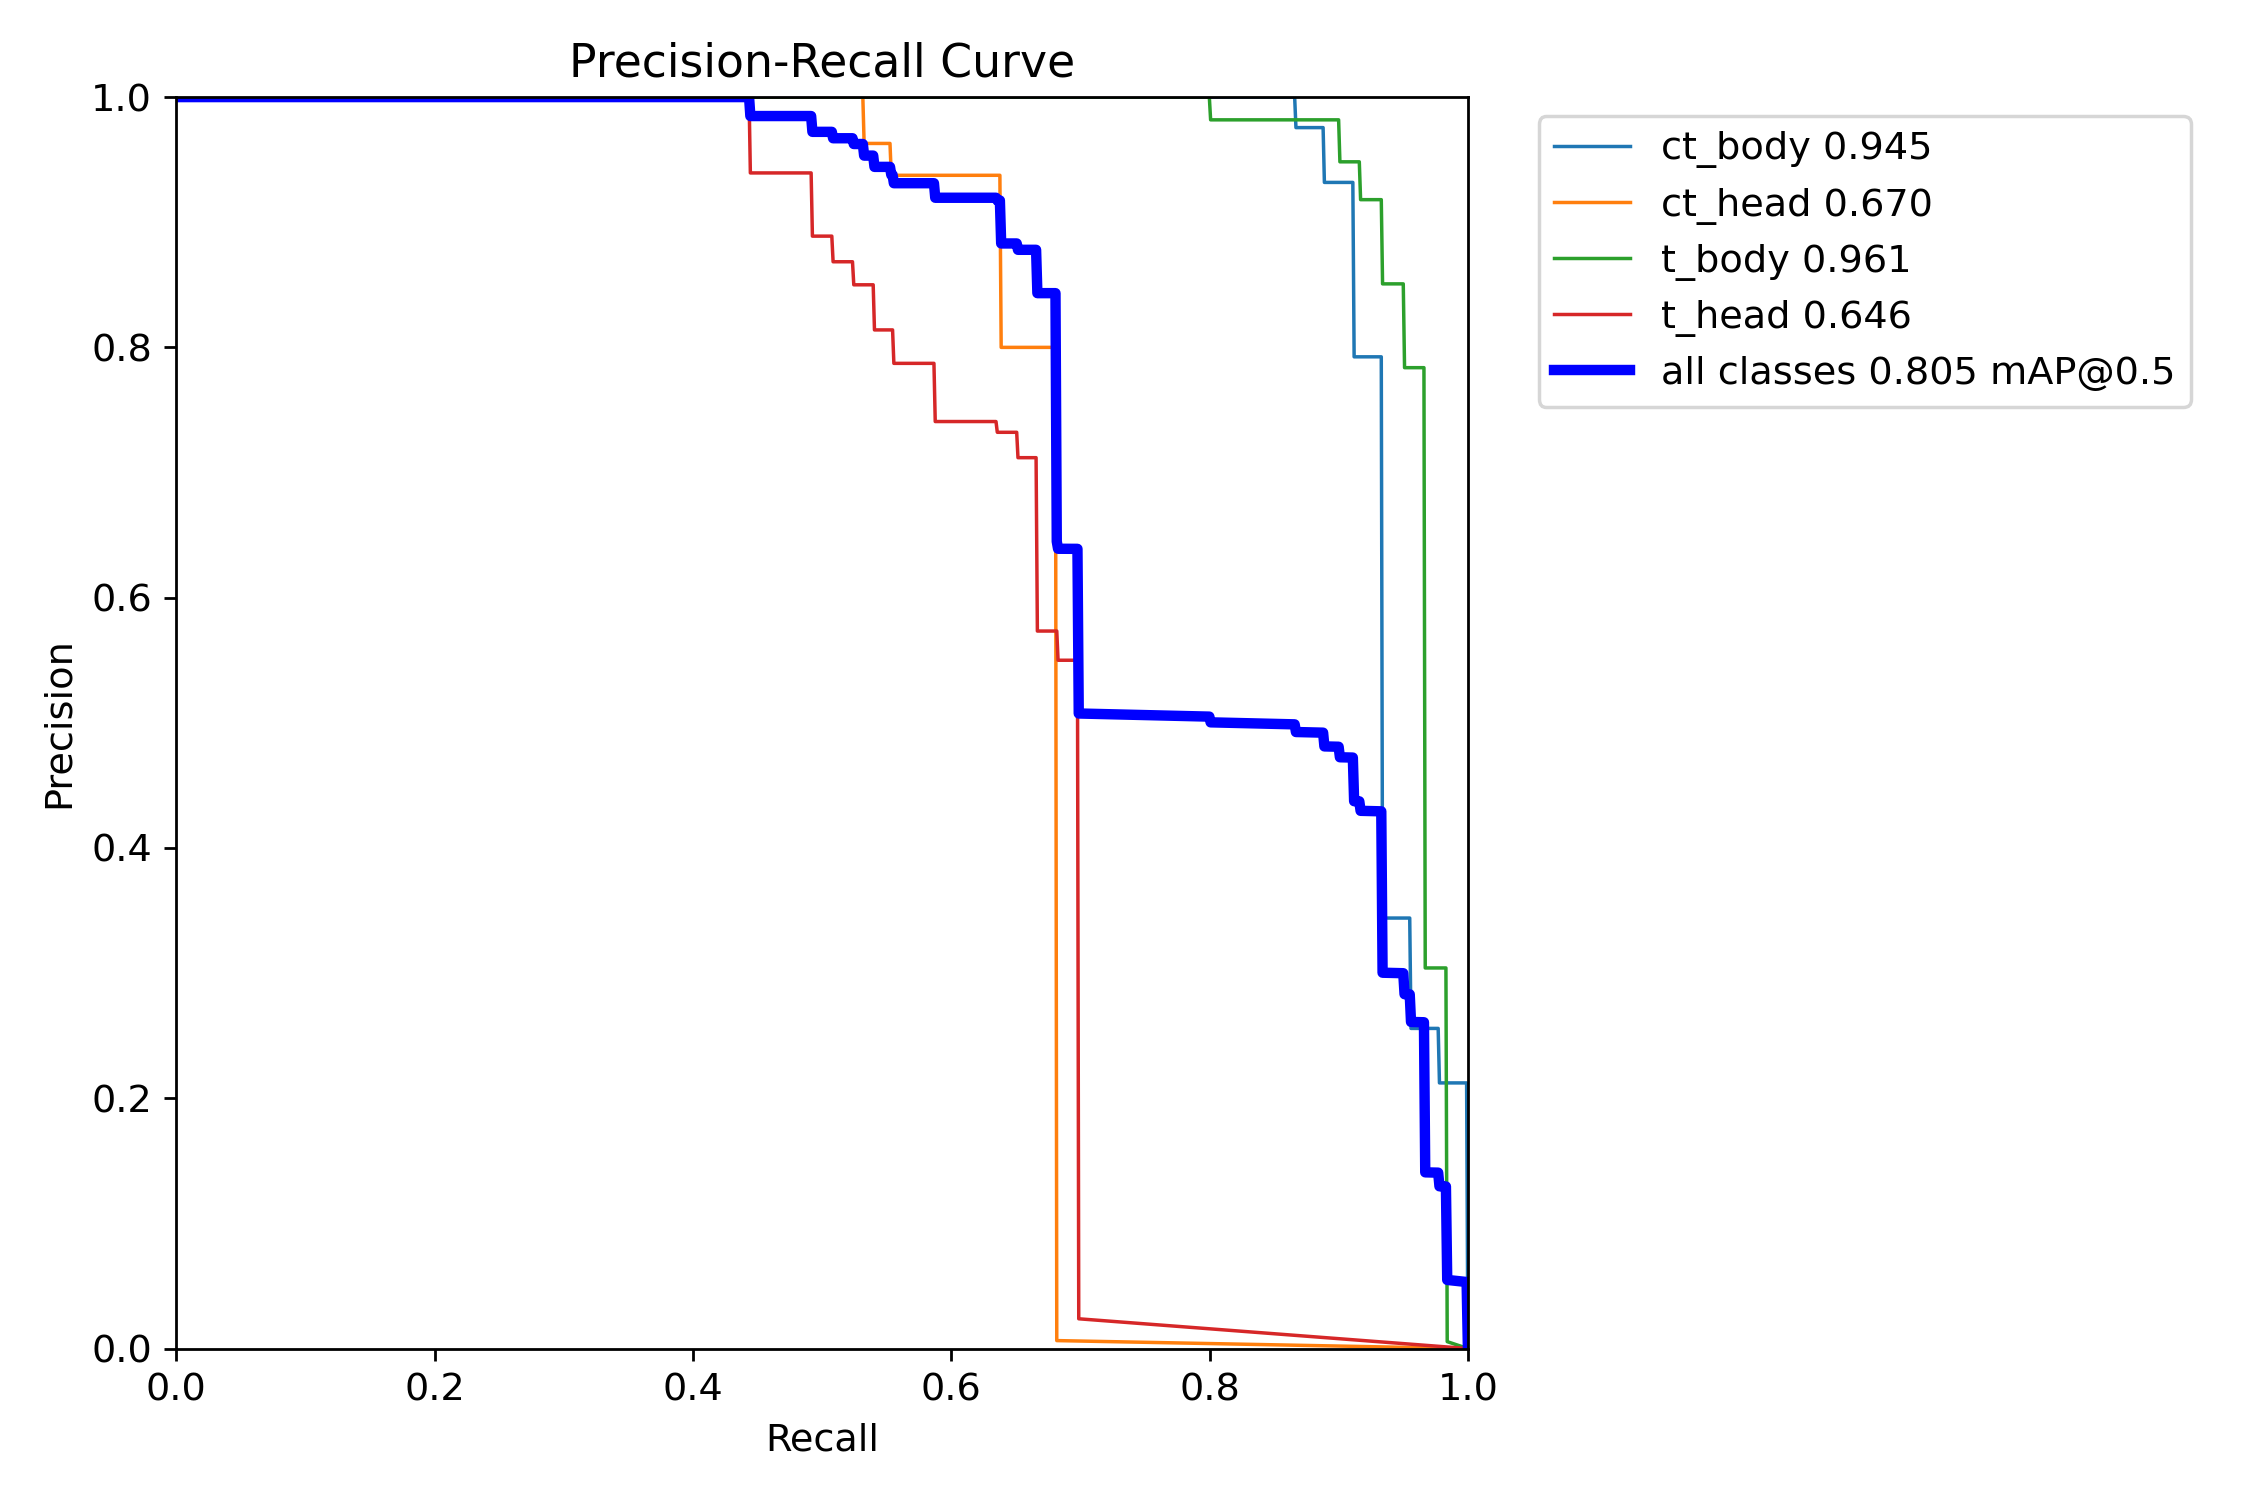 Precision-Recall Curve
1.0
0.8
0.6
0.4
0.2
0.0
Precision
0.0 0.2 0.4 0.6 0.8 1.0
Recall
ct_body 0.945
ct_head 0.670
t_body 0.961
t_head 0.646
all classes 0.805 mAP@0.5